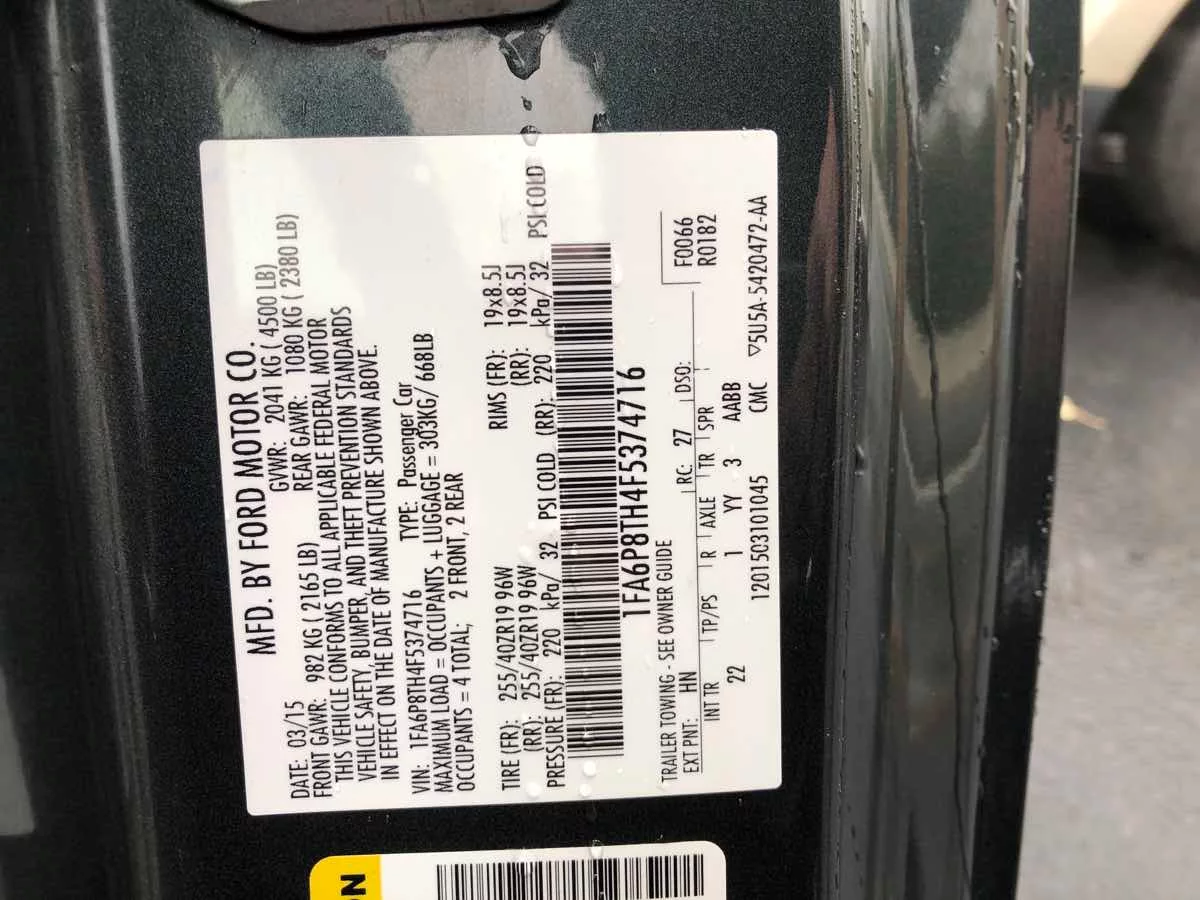 MFD. BY FORD MOTOR CO.
DATE: 03/15 GVWR: 2041 KG ( 4500 LB)
FRONT GAWR: 982 KG ( 2165 LB) REAR GAWR: 1080 KG ( 2380 LB)
THIS VEHICLE CONFORMS TO ALL APPLICABLE FEDERAL MOTOR
VEHICLE SAFETY, BUMPER, AND THEFT PREVENTION STANDARDS
IN EFFECT ON THE DATE OF MANUFACTURE SHOWN ABOVE.
VIN: 1FA6P8TH4F5374716 TYPE: Passenger Car
MAXIMUM LOAD = OCCUPANTS + LUGGAGE = 303KG/ 668LB
OCCUPANTS = 4 TOTAL; 2 FRONT, 2 REAR
TIRE (FR): 255/40ZR19 96W RIMS (FR): 19x8.5J
(RR): 255/40ZR19 96W (RR): 19x8.5J
PRESSURE (FR): 220 kPa/ 32 PSI COLD (RR): 220 kPa/ 32 PSI COLD
1FA6P8TH4F5374716
TRAILER TOWING - SEE OWNER GUIDE F0066
EXT PNT: HN RC: 27 DSO: R0182
INT TR TP/PS R AXLE TR SPR
22 1 YY 3 AABB
1201503101045 CMC ▽5U5A-5420472-AA
ON